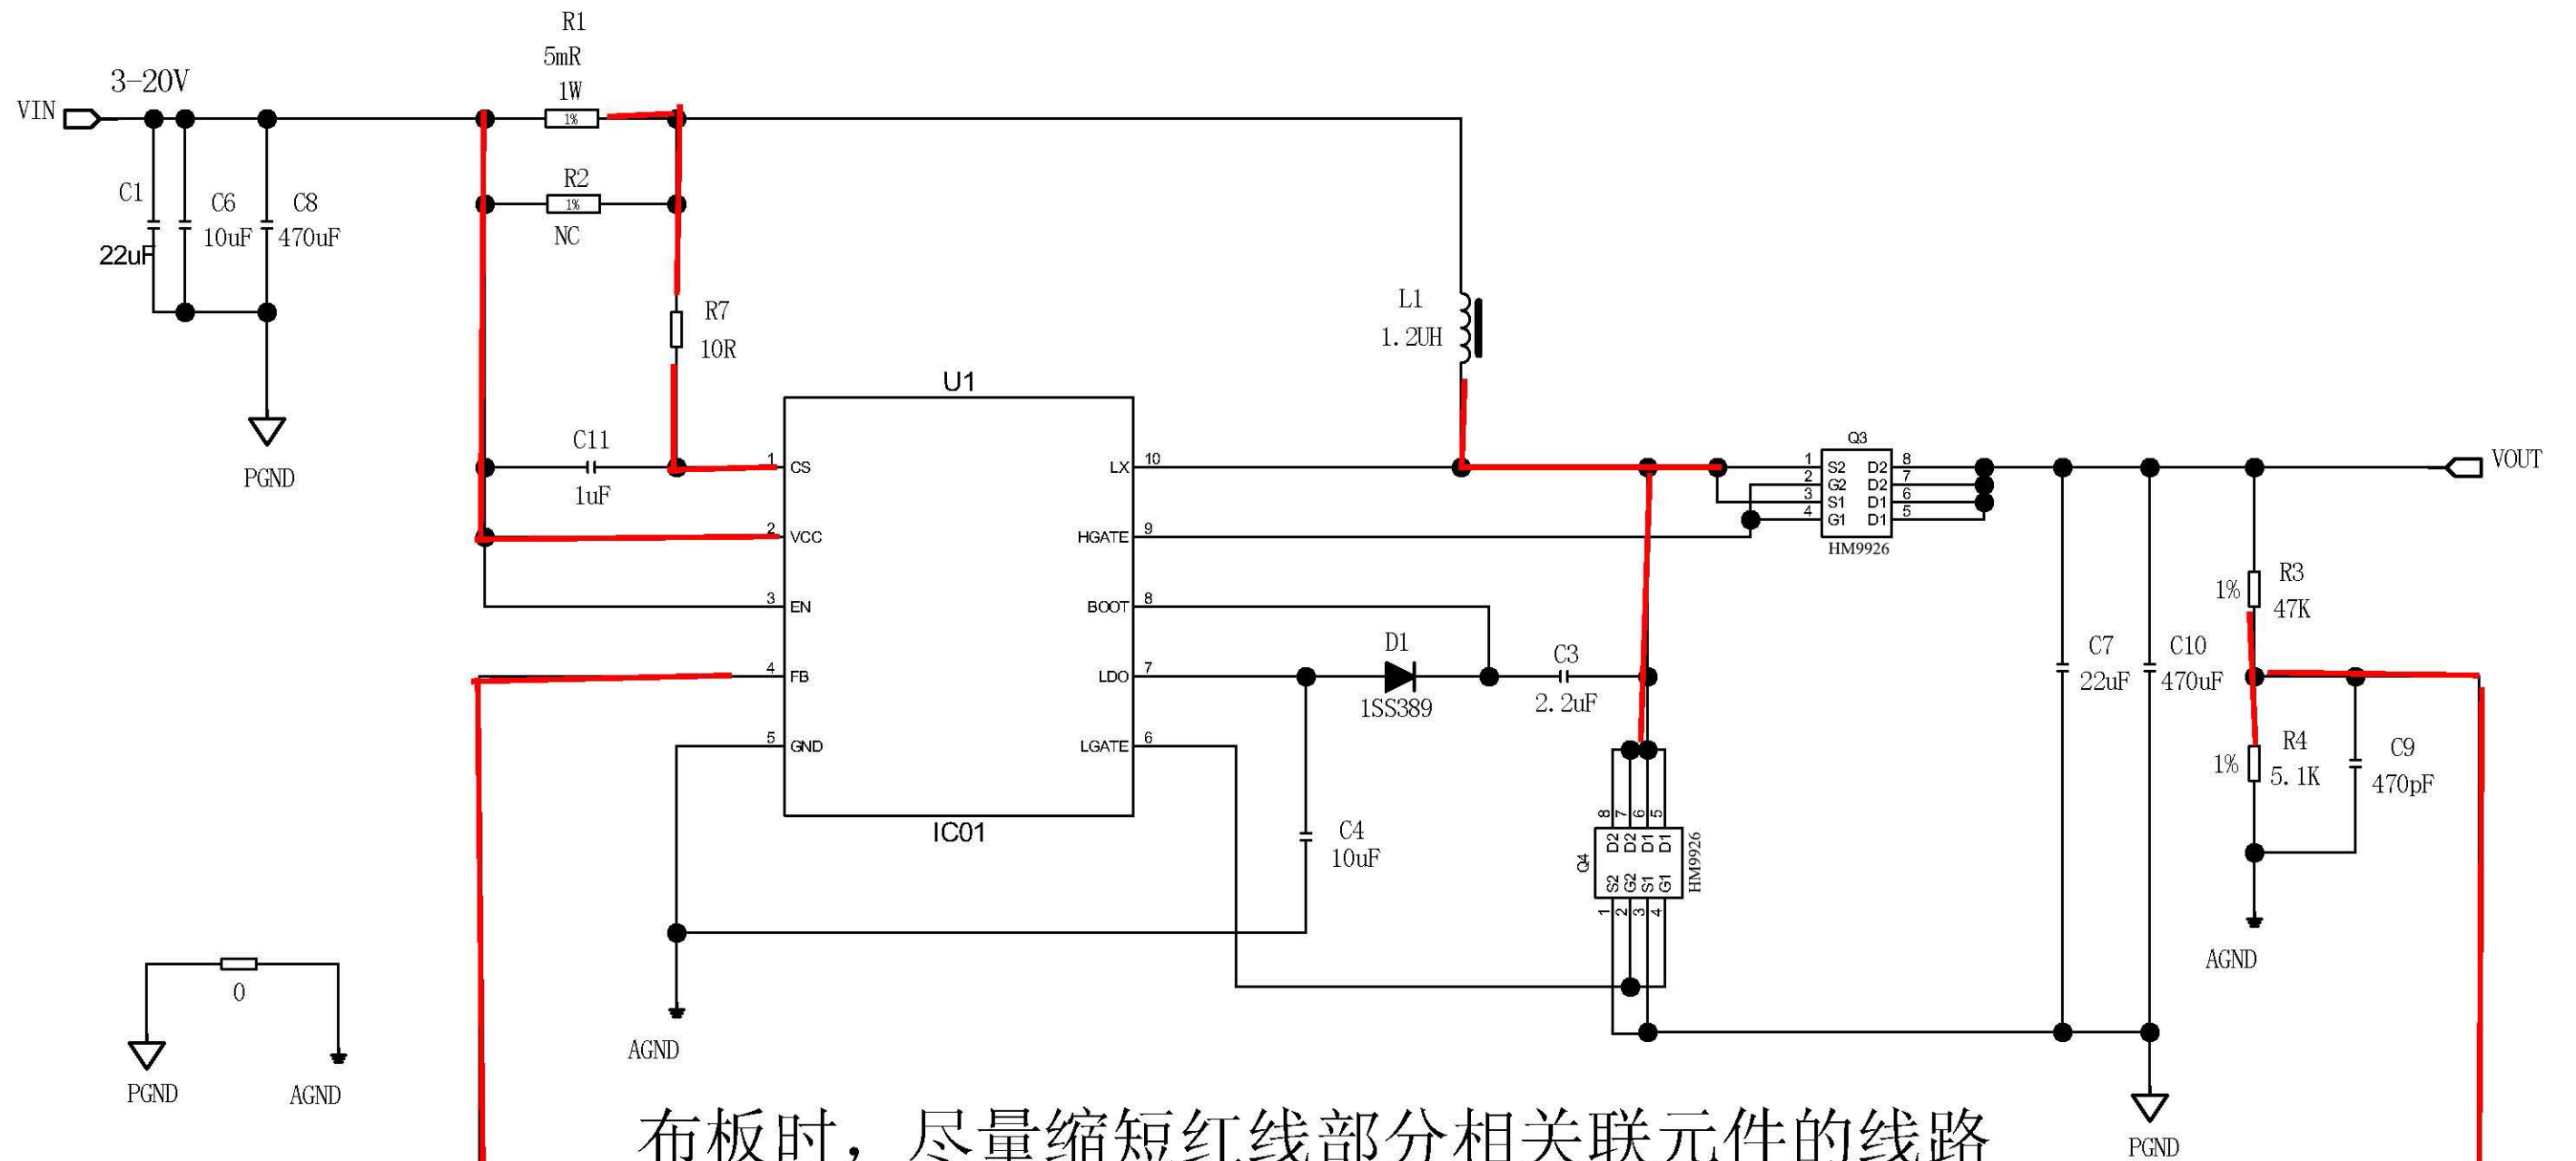 R1
5mR
1W
1%
3-20V
VIN
R2
1%
NC
C1
22uF
C6
10uF
C8
470uF
PGND
R7
10R
C11
1uF
L1
1.2UH
U1
1 CS
2 VCC
3 EN
4 FB
5 GND
LX 10
HGATE 9
BOOT 8
LDO 7
LGATE 6
IC01
Q3
1 S2 D2 8
2 G2 D2 7
3 S1 D1 6
4 G1 D1 5
HM9926
VOUT
D1
1SS389
C3
2.2uF
C4
10uF
Q4
8 7 6 5
D2 D2 D1 D1
S2 G2 S1 G1
1 2 3 4
HM9926
C7
22uF
C10
470uF
1%
R3
47K
1%
R4
5.1K
C9
470pF
AGND
AGND
0
PGND
AGND
PGND
布板时，尽量缩短红线部分相关联元件的线路